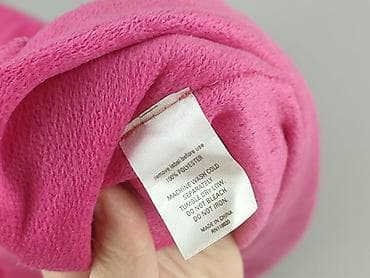 remove label before use
100% POLYESTER
MACHINE WASH COLD
SEPARATELY
TUMBLE DRY LOW
DO NOT BLEACH
DO NOT IRON.
MADE IN CHINA